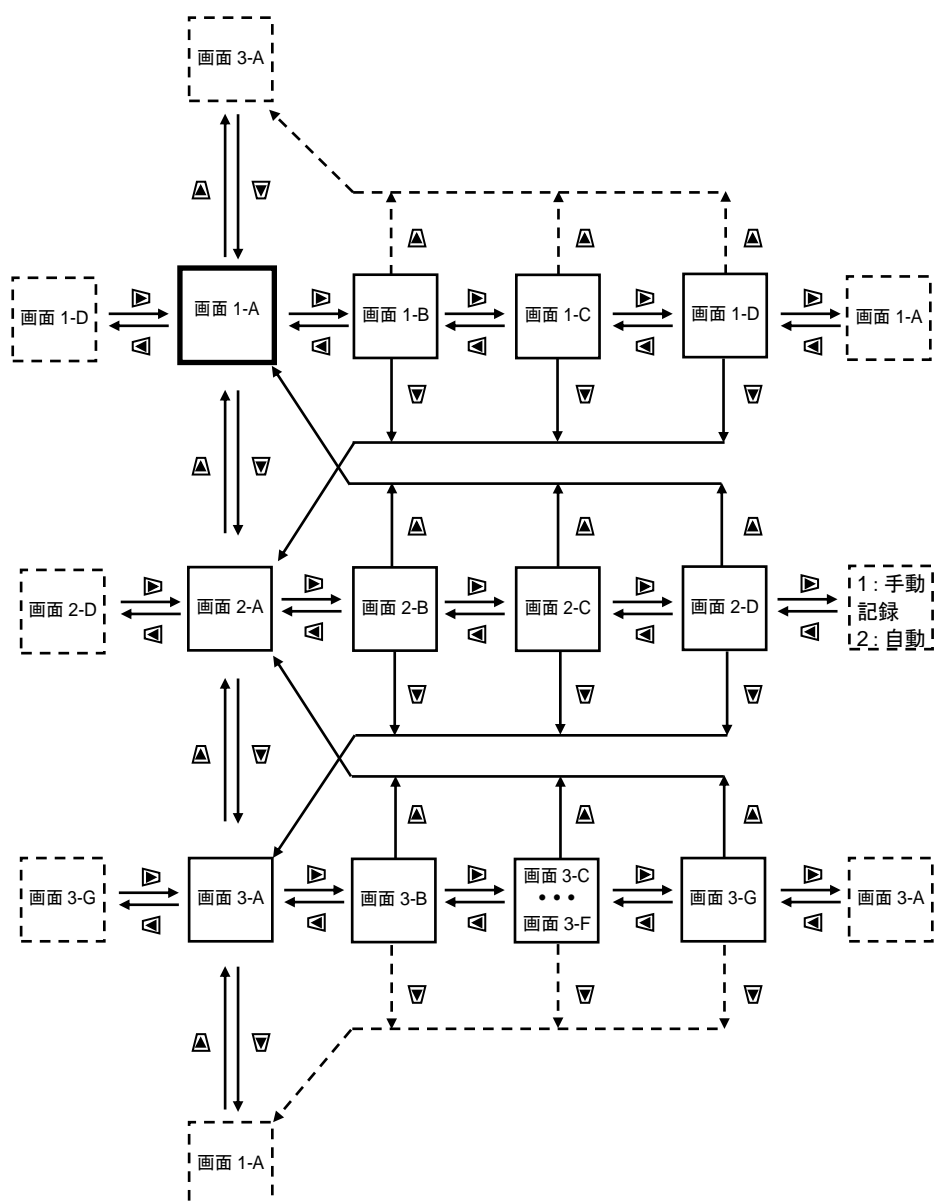 画面 3-A
画面 1-D
画面 1-A
画面 1-B
画面 1-C
画面 1-D
画面 1-A
画面 2-D
画面 2-A
画面 2-B
画面 2-C
画面 2-D
1 : 手動
記録
2 : 自動
画面 3-G
画面 3-A
画面 3-B
画面 3-C
• • •
画面 3-F
画面 3-G
画面 3-A
画面 1-A